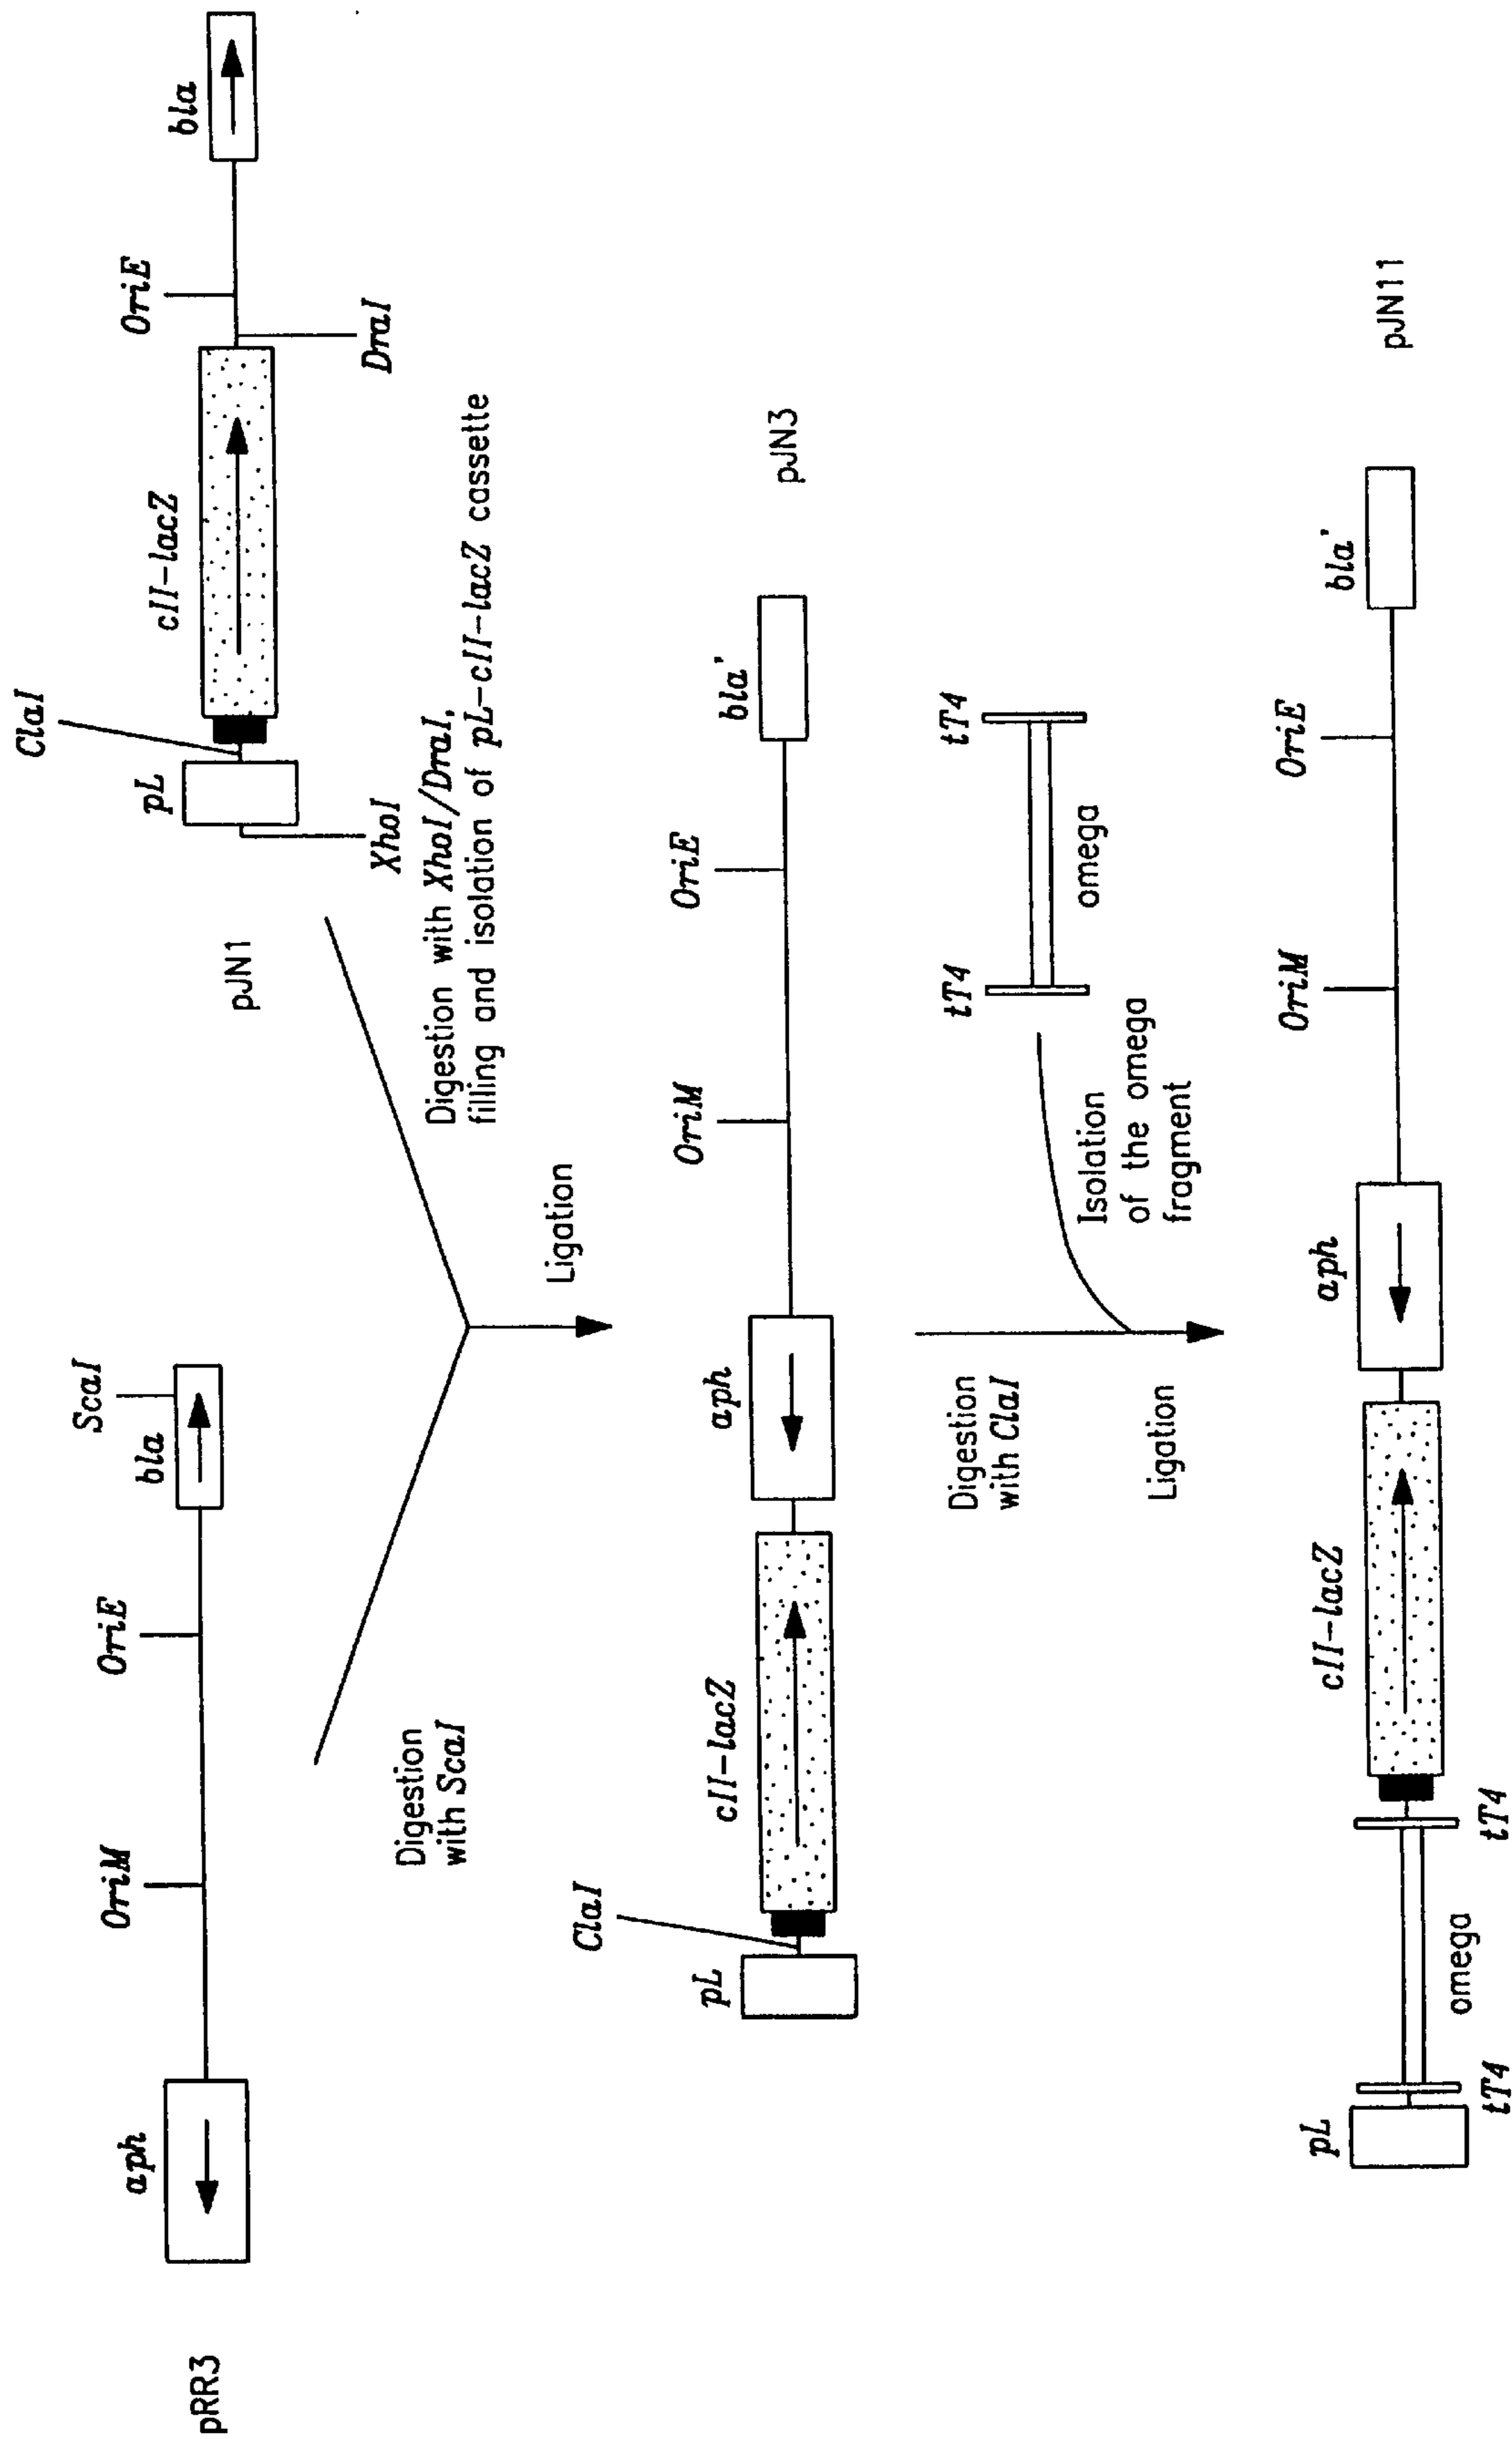 pRR3
aph
OriM
OriE
bla
ScaI
pJN1
XhoI
pL
ClaI
cII-lacZ
DraI
OriE
bla
Digestion
with ScaI
Digestion with XhoI/DraI,
filling and isolation of pL-cII-lacZ cassette
Ligation
pL
ClaI
cII-lacZ
aph
OriM
OriE
bla'
pJN3
Digestion
with ClaI
Ligation
Isolation
of the omega
fragment
tT4
omega
tT4
pL
tT4
omega
tT4
cII-lacZ
aph
OriM
OriE
bla'
pJN11